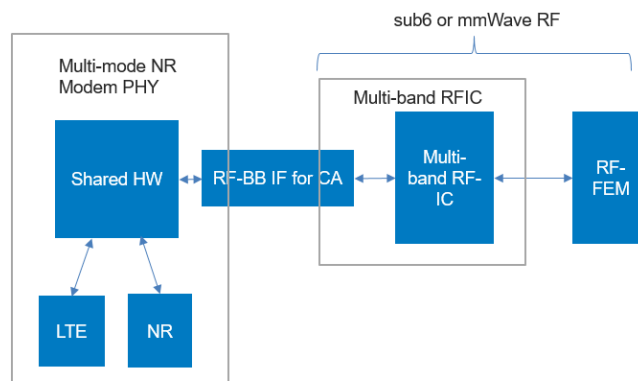 sub6 or mmWave RF
Multi-mode NR
Modem PHY
Multi-band RFIC
Shared HW
RF-BB IF for CA
Multi-
band RF-
IC
RF-
FEM
LTE
NR